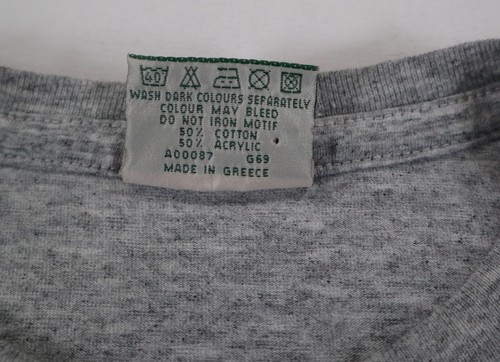 40
WASH DARK COLOURS SEPARATELY
COLOUR MAY BLEED
DO NOT IRON MOTIF
50% COTTON
50% ACRYLIC
A00087 G69
MADE IN GREECE